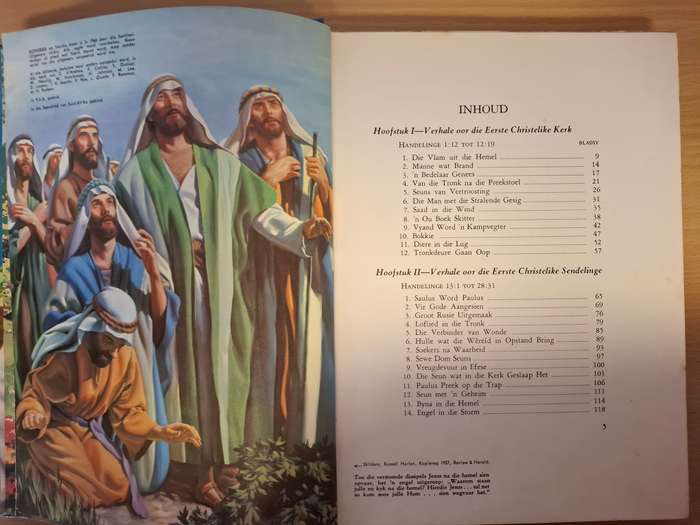 in V.S.A. gedruk
INHOUD
Hoofstuk I—Verhale oor die Eerste Christelike Kerk
HANDELINGE 1:12 TOT 12:19 BLADSY
1. Die Vlam uit die Hemel 9
2. Manne wat Brand 14
3. 'n Bedelaar Genees 17
4. Van die Tronk na die Preekstoel 21
5. Seuns van Vertroosting 26
6. Die Man met die Stralende Gesig 31
7. Saad in die Wind 35
8. 'n Ou Boek Skitter 38
9. Vyand Word 'n Kampvegter 42
10. Bokkie 47
11. Diere in die Lug 52
12. Tronkdeure Gaan Oop 57
Hoofstuk II—Verhale oor die Eerste Christelike Sendelinge
HANDELINGE 13:1 TOT 28:31
1. Saulus Word Paulus 65
2. Vir Gode Aangesien 69
3. Groot Rusie Uitgemaak 76
4. Loflied in die Tronk 79
5. Die Verbinder van Wonde 85
6. Hulle wat die Wêreld in Opstand Bring 89
7. Soekers na Waarheid 93
8. Sewe Dom Seuns 97
9. Vreugdevuur in Efese 100
10. Die Seun wat in die Kerk Geslaap Het 103
11. Paulus Preek op die Trap 106
12. Seun met 'n Geheim 111
13. Byna in die Hemel 114
14. Engel in die Storm 118
5
Skildery, Russell Harlan. Kopiereg 1957, Review & Herald.
Toe die verstomde dissipels Jesus na die hemel sien
opvaar, het 'n engel uitgeroep: „Waarom staan
julle en kyk na die hemel? Hierdie Jesus . . . sal net
so kom soos julle Hom . . . sien wegvaar het."